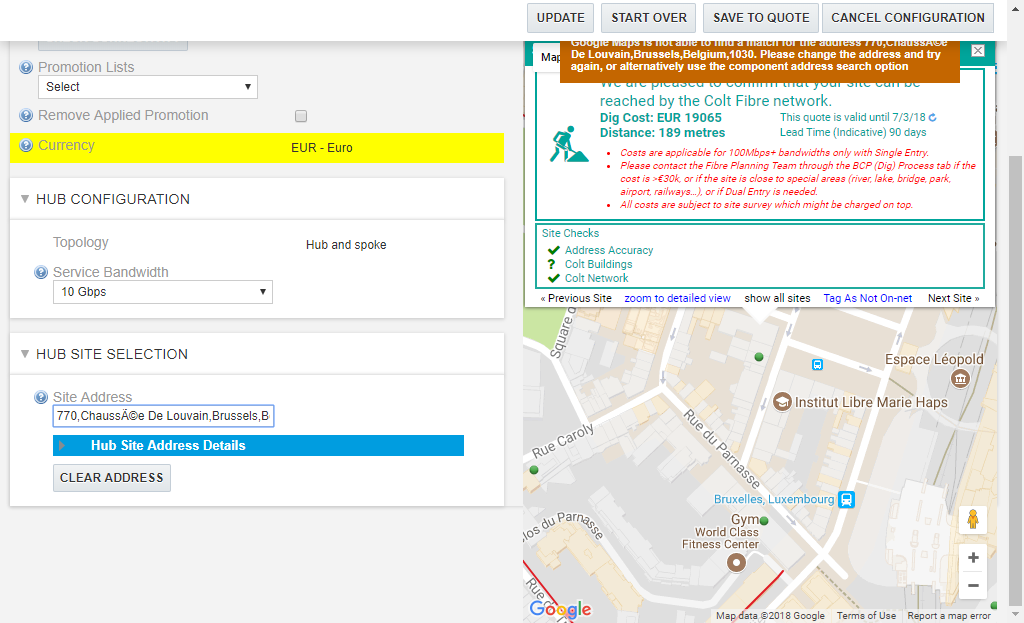 UPDATE
START OVER
SAVE TO QUOTE
CANCEL CONFIGURATION
Promotion Lists
Select
Remove Applied Promotion
Currency
EUR - Euro
HUB CONFIGURATION
Topology
Hub and spoke
Service Bandwidth
10 Gbps
HUB SITE SELECTION
Site Address
770,ChaussÃ©e De Louvain,Brussels,B
Hub Site Address Details
CLEAR ADDRESS
Map
Google Maps is not able to find a match for the address 770,ChaussÃ©e
De Louvain,Brussels,Belgium,1030. Please change the address and try
again, or alternatively use the component address search option
We are pleased to confirm that your site can be
reached by the Colt Fibre network.
Dig Cost: EUR 19065
This quote is valid until 7/3/18
Distance: 189 metres
Lead Time (Indicative) 90 days
Costs are applicable for 100Mbps+ bandwidths only with Single Entry.
Please contact the Fibre Planning Team through the BCP (Dig) Process tab if the
cost is >€30k, or if the site is close to special areas (river, lake, bridge, park,
airport, railways...), or if Dual Entry is needed.
All costs are subject to site survey which might be charged on top.
Site Checks
Address Accuracy
? Colt Buildings
Colt Network
« Previous Site
zoom to detailed view
show all sites
Tag As Not On-net
Next Site »
Square d
Espace Léopold
Institut Libre Marie Haps
Rue Caroly
Rue du Parnasse
Bruxelles, Luxembourg
Clos du Parnasse
Gym
World Class
Fitness Center
Rue
Google
Map data ©2018 Google
Terms of Use
Report a map error